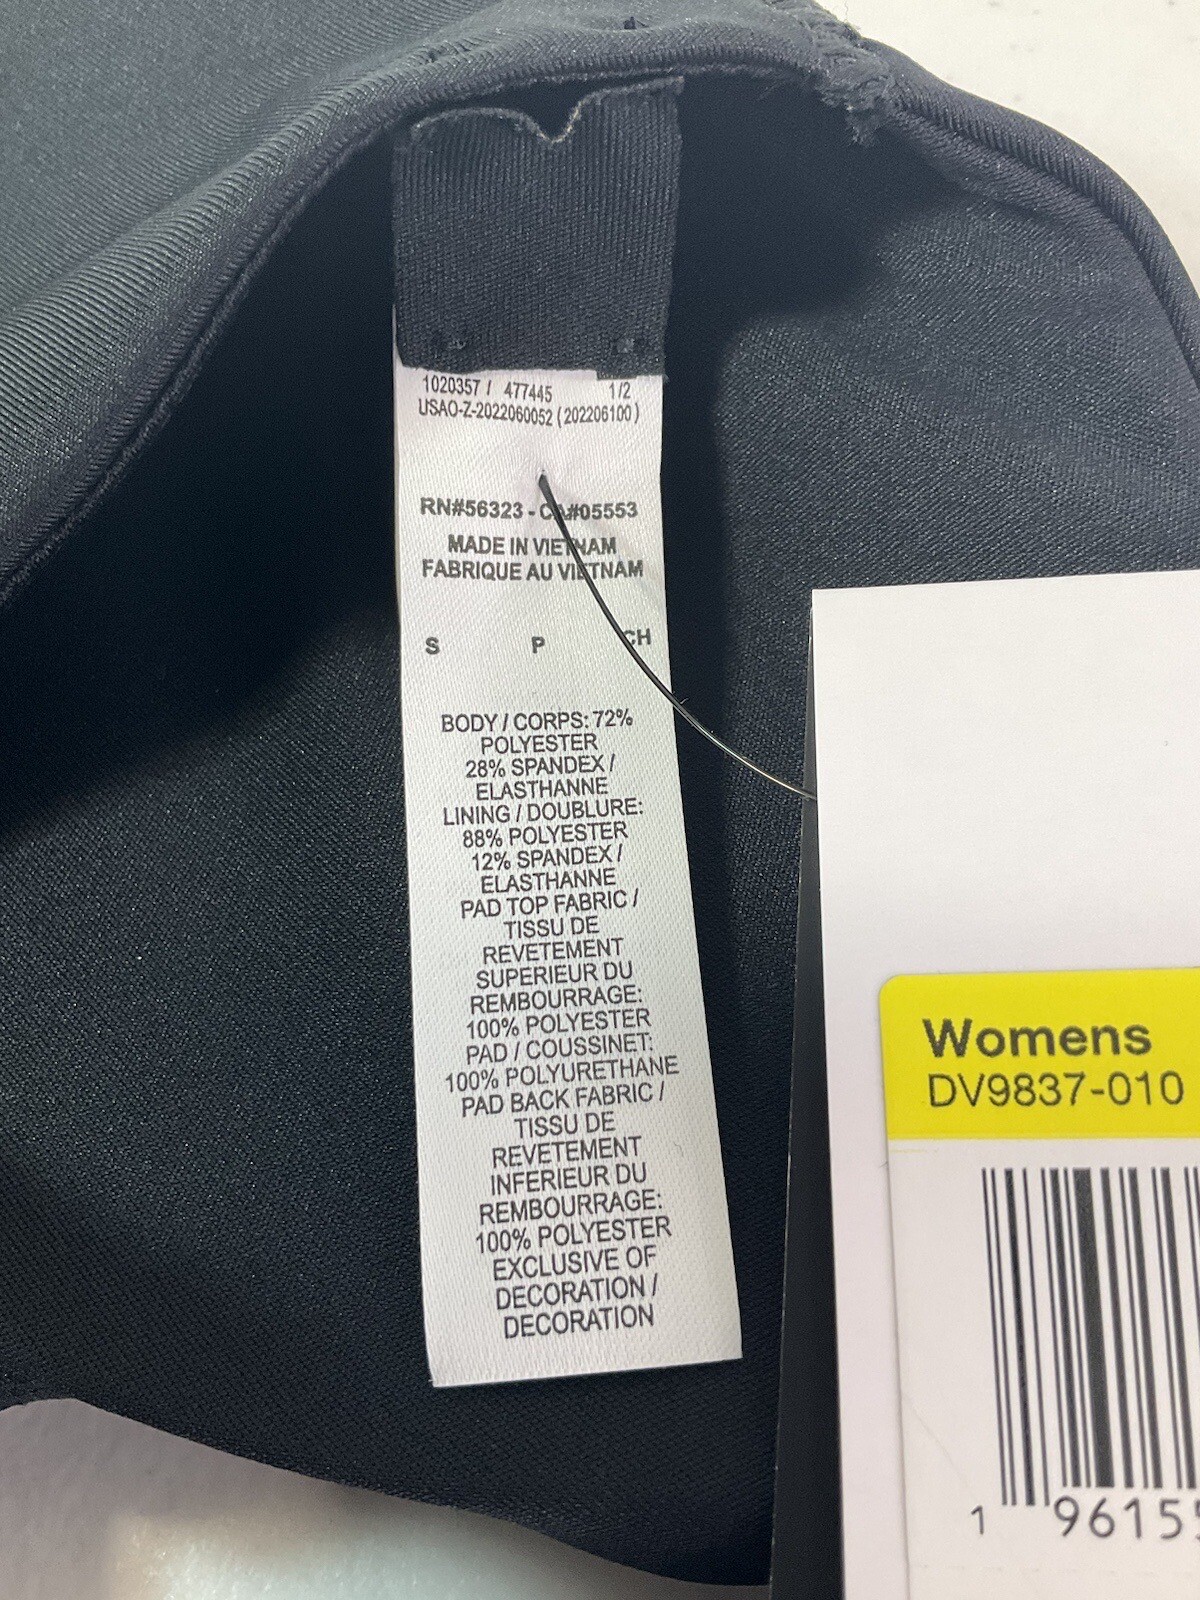 1020357 / 477445 1/2
USAO-Z-2022060052 (202206100)
RN#56323 - CA#05553
MADE IN VIETNAM
FABRIQUE AU VIETNAM
S P CH
BODY / CORPS: 72%
POLYESTER
28% SPANDEX /
ELASTHANNE
LINING / DOUBLURE:
88% POLYESTER
12% SPANDEX /
ELASTHANNE
PAD TOP FABRIC /
TISSU DE
REVETEMENT
SUPERIEUR DU
REMBOURRAGE:
100% POLYESTER
PAD / COUSSINET:
100% POLYURETHANE
PAD BACK FABRIC /
TISSU DE
REVETEMENT
INFERIEUR DU
REMBOURRAGE:
100% POLYESTER
EXCLUSIVE OF
DECORATION /
DECORATION
Womens
DV9837-010
1 96155